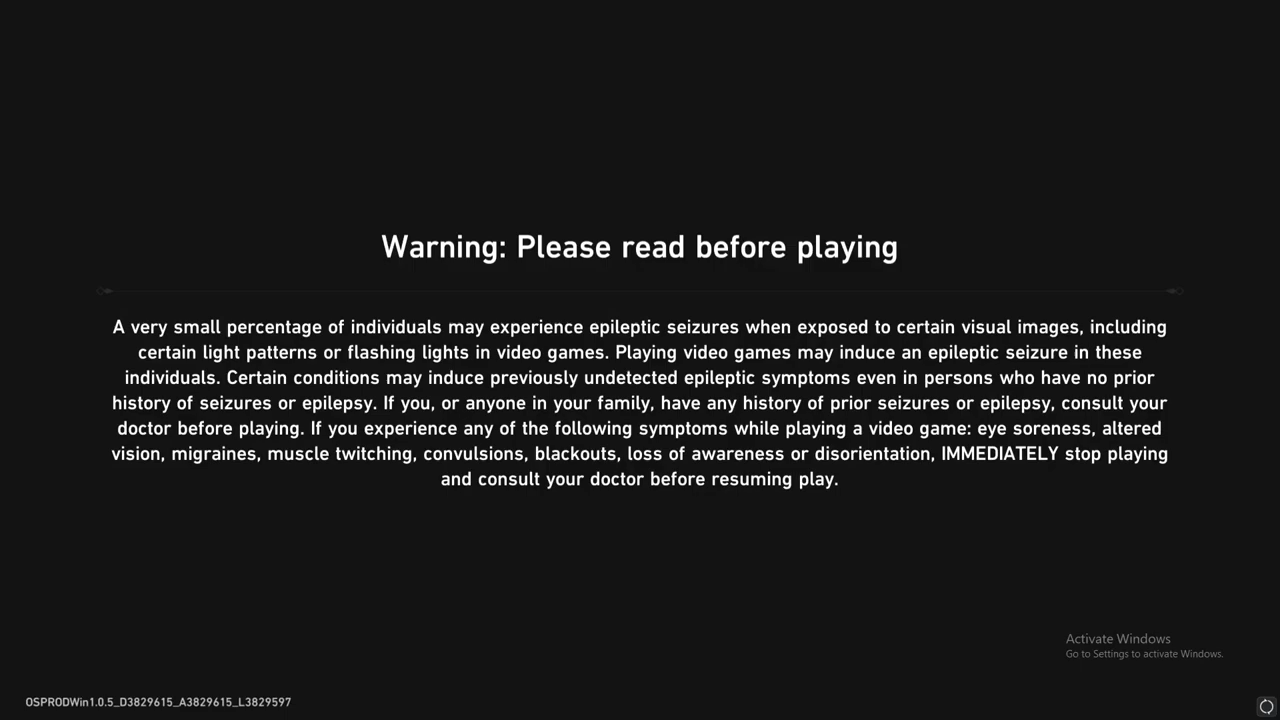 Warning: Please read before playing
A very small percentage of individuals may experience epileptic seizures when exposed to certain visual images, including
certain light patterns or flashing lights in video games. Playing video games may induce an epileptic seizure in these
individuals. Certain conditions may induce previously undetected epileptic symptoms even in persons who have no prior
history of seizures or epilepsy. If you, or anyone in your family, have any history of prior seizures or epilepsy, consult your
doctor before playing. If you experience any of the following symptoms while playing a video game: eye soreness, altered
vision, migraines, muscle twitching, convulsions, blackouts, loss of awareness or disorientation, IMMEDIATELY stop playing
and consult your doctor before resuming play.
Activate Windows
Go to Settings to activate Windows.
OSPRODWin1.0.5_D3829615_A3829615_L3829597